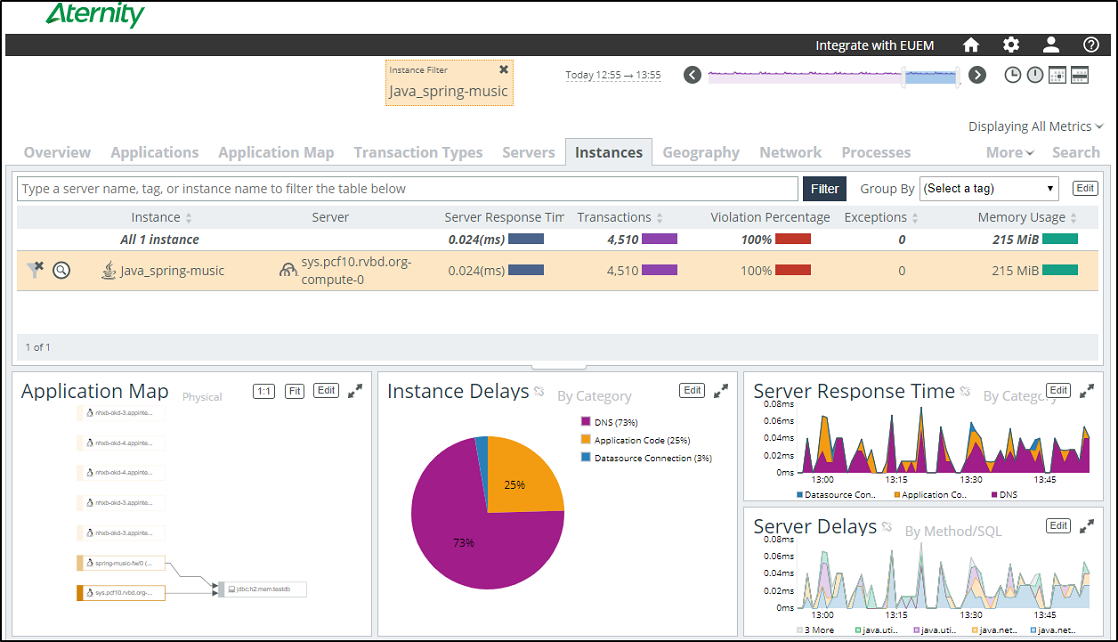 Aternity
Integrate with EUEM
Instance Filter
Java_spring-music
Today 12:55 → 13:55
Displaying All Metrics
Overview Applications Application Map Transaction Types Servers Instances Geography Network Processes More Search
Type a server name, tag, or instance name to filter the table below Filter Group By (Select a tag) Edit
Instance Server Server Response Tim Transactions Violation Percentage Exceptions Memory Usage
All 1 instance 0.024(ms) 4,510 100% 0 215 MiB
Java_spring-music sys.pcf10.rvbd.org-compute-0 0.024(ms) 4,510 100% 0 215 MiB
1 of 1
Application Map Physical 1:1 Fit Edit
nhxb-okd-3.appinte...
nhxb-okd-4.appinte...
nhxb-okd-4.appinte...
nhxb-okd-3.appinte...
nhxb-okd-3.appinte...
spring-music-fw/0 (...
sys.pcf10.rvbd.org-...
jdbc:h2:mem:testdb
Instance Delays By Category Edit
DNS (73%)
Application Code (25%)
Datasource Connection (3%)
25%
73%
Server Response Time By Category Edit
0.08ms
0.06ms
0.04ms
0.02ms
0ms
13:00 13:15 13:30 13:45
Datasource Con.. Application Co.. DNS
Server Delays By Method/SQL Edit
0.08ms
0.06ms
0.04ms
0.02ms
0ms
13:00 13:15 13:30 13:45
3 More java.uti.. java.uti.. java.net.. java.net..